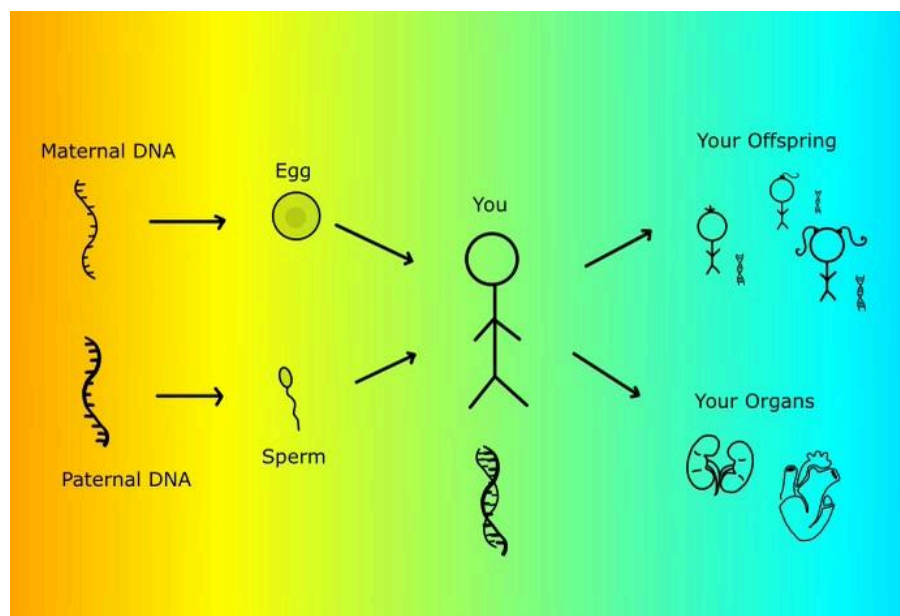 Maternal DNA
Egg
You
Your Offspring
Paternal DNA
Sperm
Your Organs